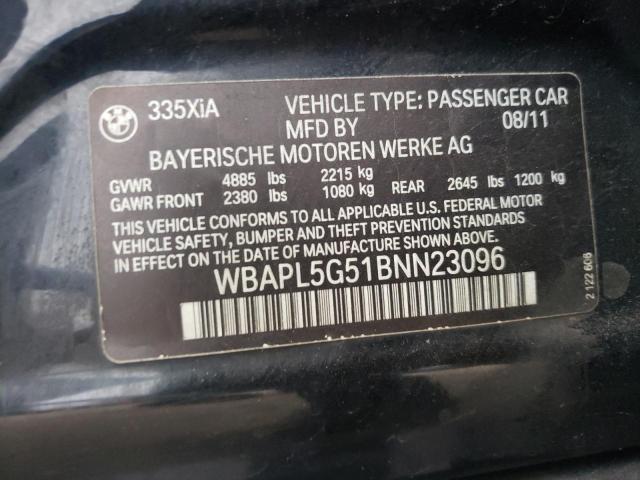 BMW
335XiA VEHICLE TYPE: PASSENGER CAR
MFD BY 08/11
BAYERISCHE MOTOREN WERKE AG
GVWR 4885 lbs 2215 kg
GAWR FRONT 2380 lbs 1080 kg REAR 2645 lbs 1200 kg
THIS VEHICLE CONFORMS TO ALL APPLICABLE U.S. FEDERAL MOTOR
VEHICLE SAFETY, BUMPER AND THEFT PREVENTION STANDARDS
IN EFFECT ON THE DATE OF MANUFACTURE SHOWN ABOVE.
WBAPL5G51BNN23096
2 122 606